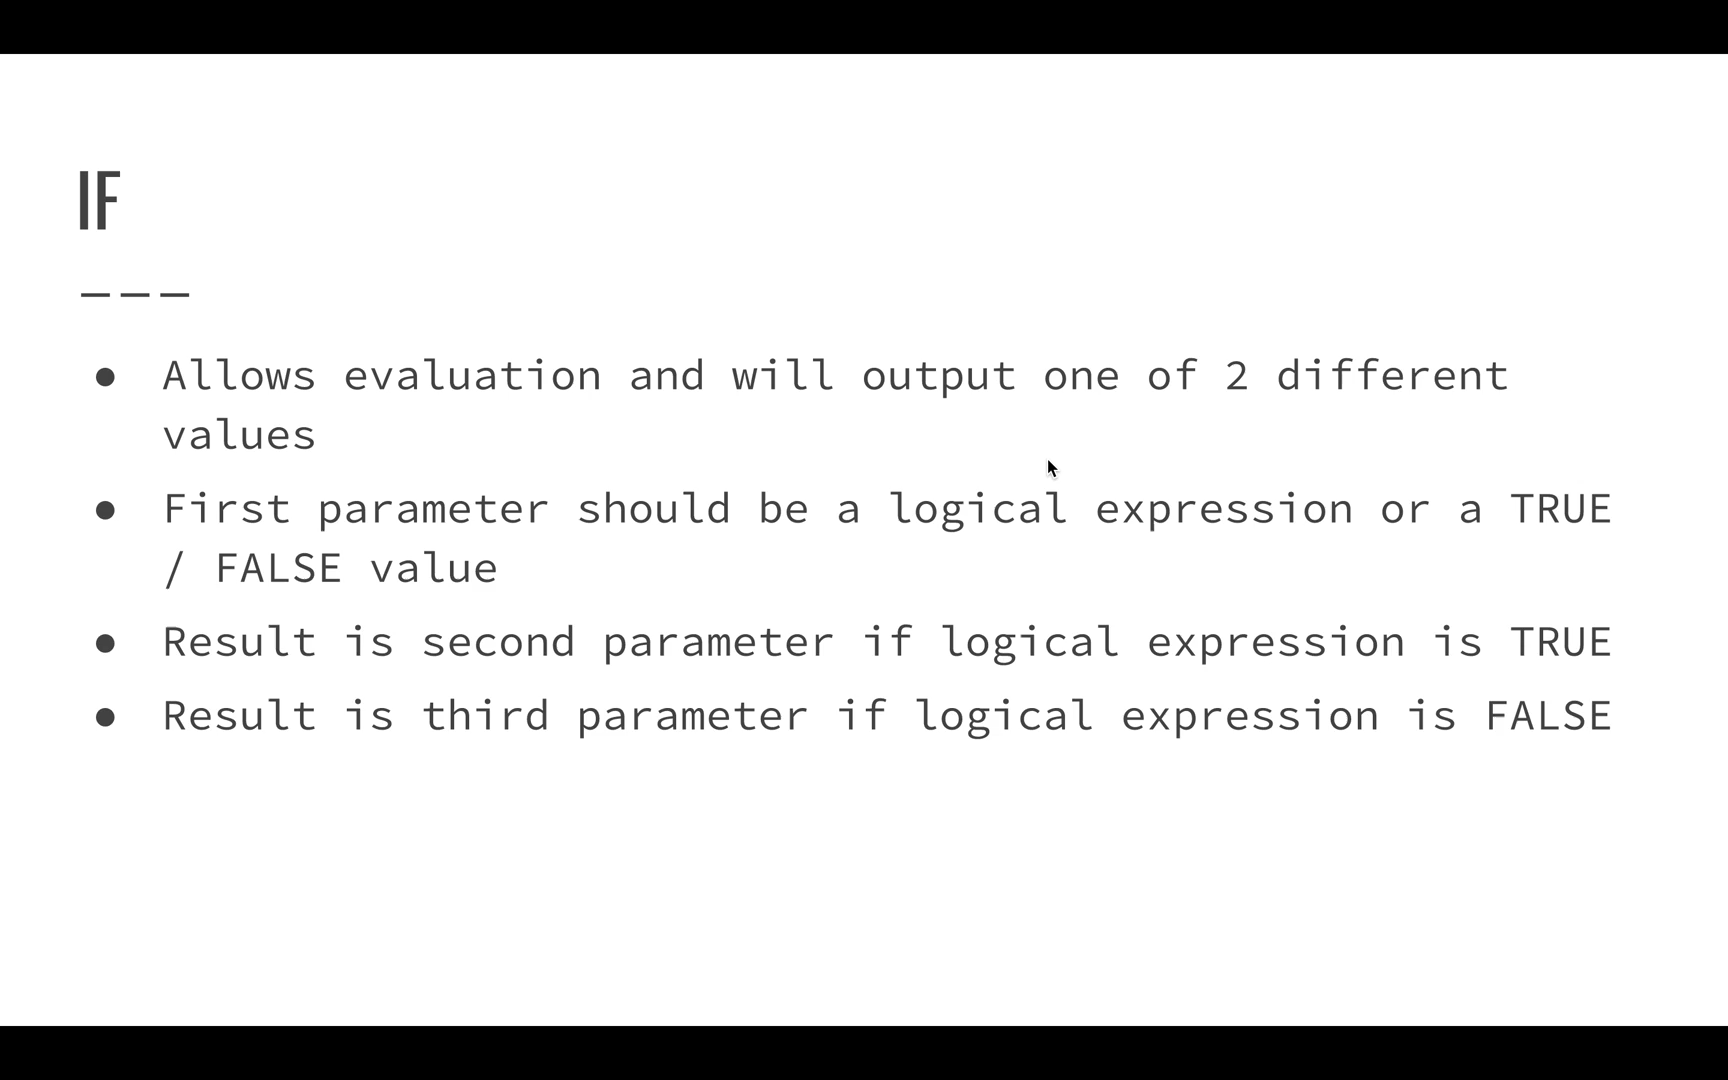 IF
---
● Allows evaluation and will output one of 2 different
values
● First parameter should be a logical expression or a TRUE
/ FALSE value
● Result is second parameter if logical expression is TRUE
● Result is third parameter if logical expression is FALSE